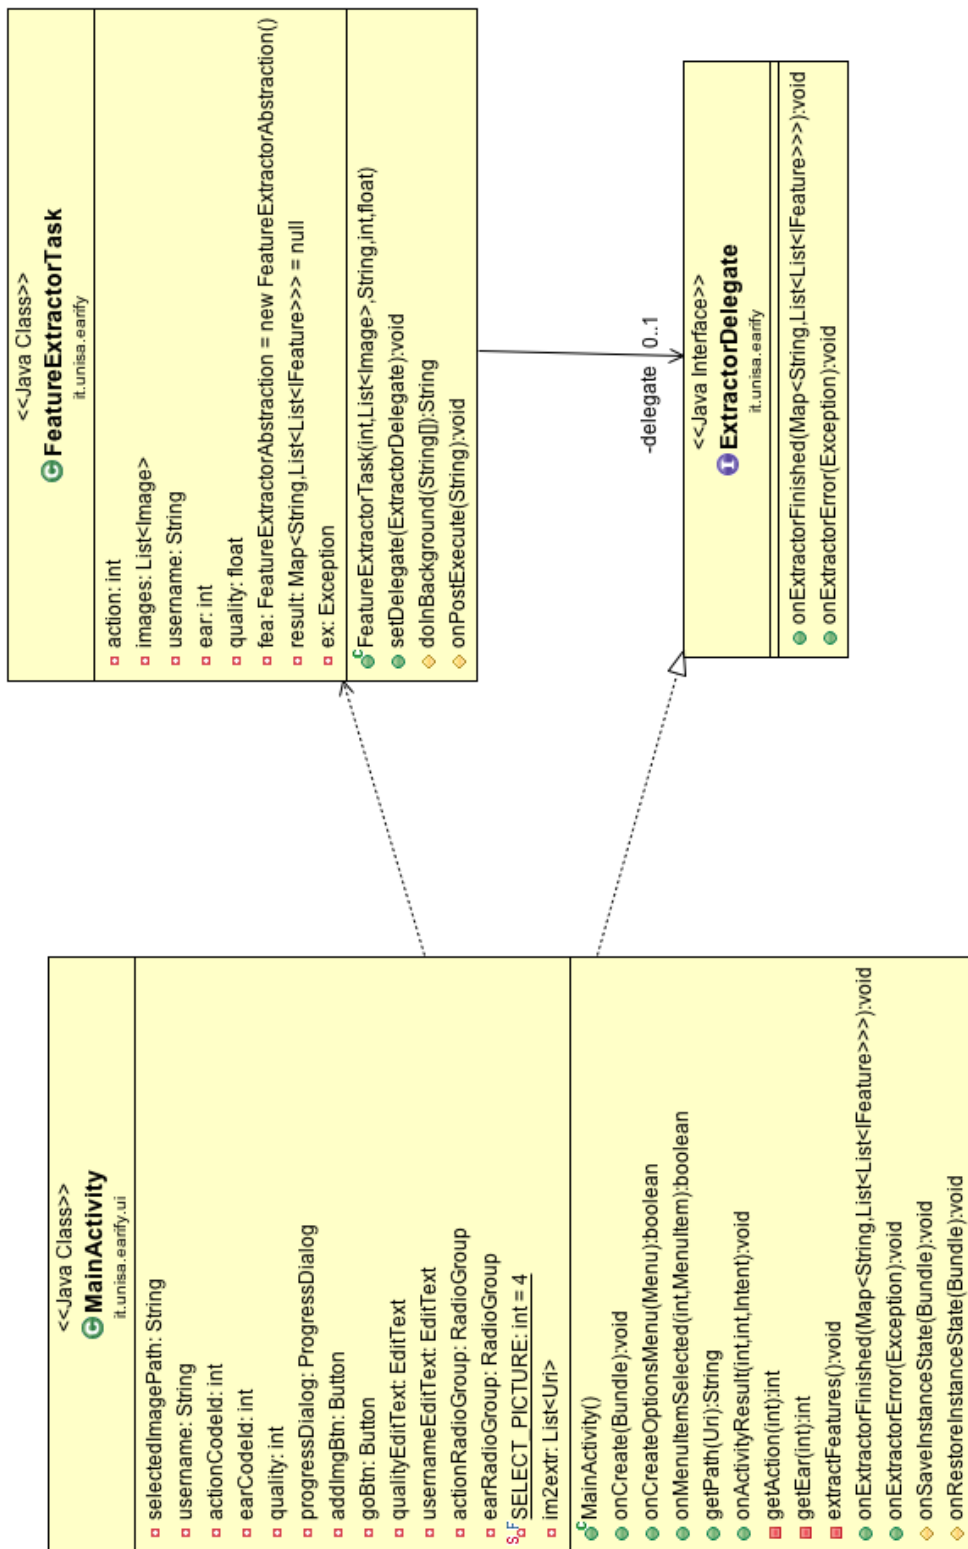 <<Java Class>>
MainActivity
it.unisa.earify.ui
selectedImagePath: String
username: String
actionCodeId: int
earCodeId: int
quality: int
progressDialog: ProgressDialog
addImgBtn: Button
goBtn: Button
qualityEditText: EditText
usernameEditText: EditText
actionRadioGroup: RadioGroup
earRadioGroup: RadioGroup
S F SELECT_PICTURE: int = 4
im2extr: List<Uri>
C MainActivity()
onCreate(Bundle):void
onCreateOptionsMenu(Menu):boolean
onMenuItemSelected(int,MenuItem):boolean
getPath(Uri):String
onActivityResult(int,int,Intent):void
getAction(int):int
getEar(int):int
extractFeatures():void
onExtractorFinished(Map<String,List<List<IFeature>>>):void
onExtractorError(Exception):void
onSaveInstanceState(Bundle):void
onRestoreInstanceState(Bundle):void
<<Java Class>>
FeatureExtractorTask
it.unisa.earify
action: int
images: List<Image>
username: String
ear: int
quality: float
fea: FeatureExtractorAbstraction = new FeatureExtractorAbstraction()
result: Map<String,List<List<IFeature>>> = null
ex: Exception
C FeatureExtractorTask(int,List<Image>,String,int,float)
setDelegate(ExtractorDelegate):void
doInBackground(String[]):String
onPostExecute(String):void
-delegate 0..1
<<Java Interface>>
ExtractorDelegate
it.unisa.earify
onExtractorFinished(Map<String,List<List<IFeature>>>):void
onExtractorError(Exception):void